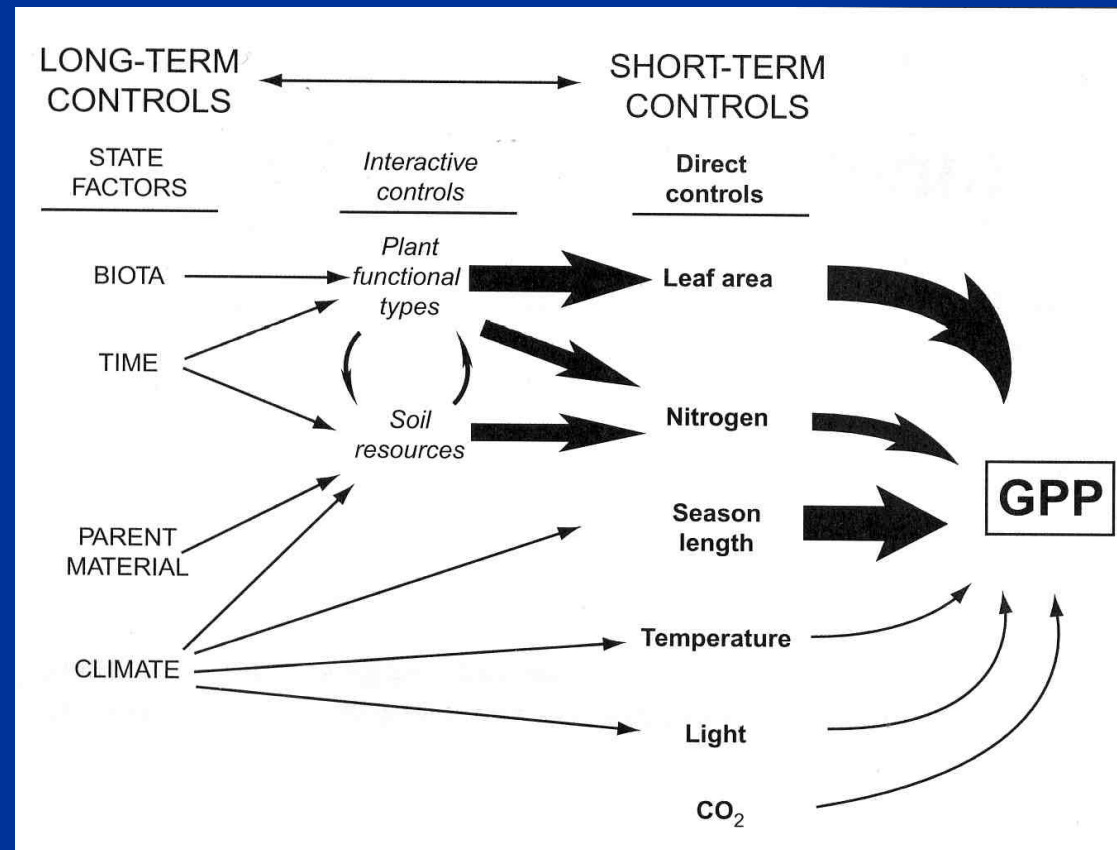 LONG-TERM
CONTROLS
SHORT-TERM
CONTROLS
STATE
FACTORS
Interactive
controls
Direct
controls
BIOTA
TIME
PARENT
MATERIAL
CLIMATE
Plant
functional
types
Soil
resources
Leaf area
Nitrogen
Season
length
Temperature
Light
CO₂
GPP